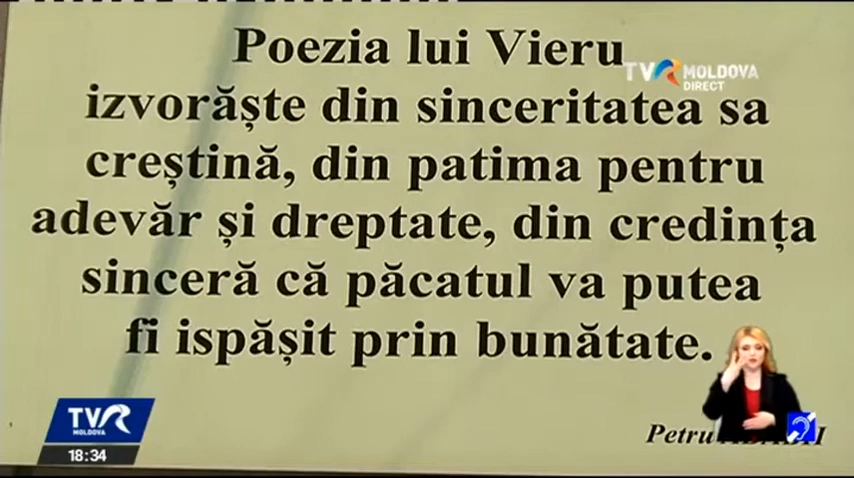 Poezia lui Vieru
izvorăște din sinceritatea sa
creștină, din patima pentru
adevăr și dreptate, din credința
sinceră că păcatul va putea
fi ispășit prin bunătate.
Petru
TVR MOLDOVA
DIRECT
TVR
MOLDOVA
18:34